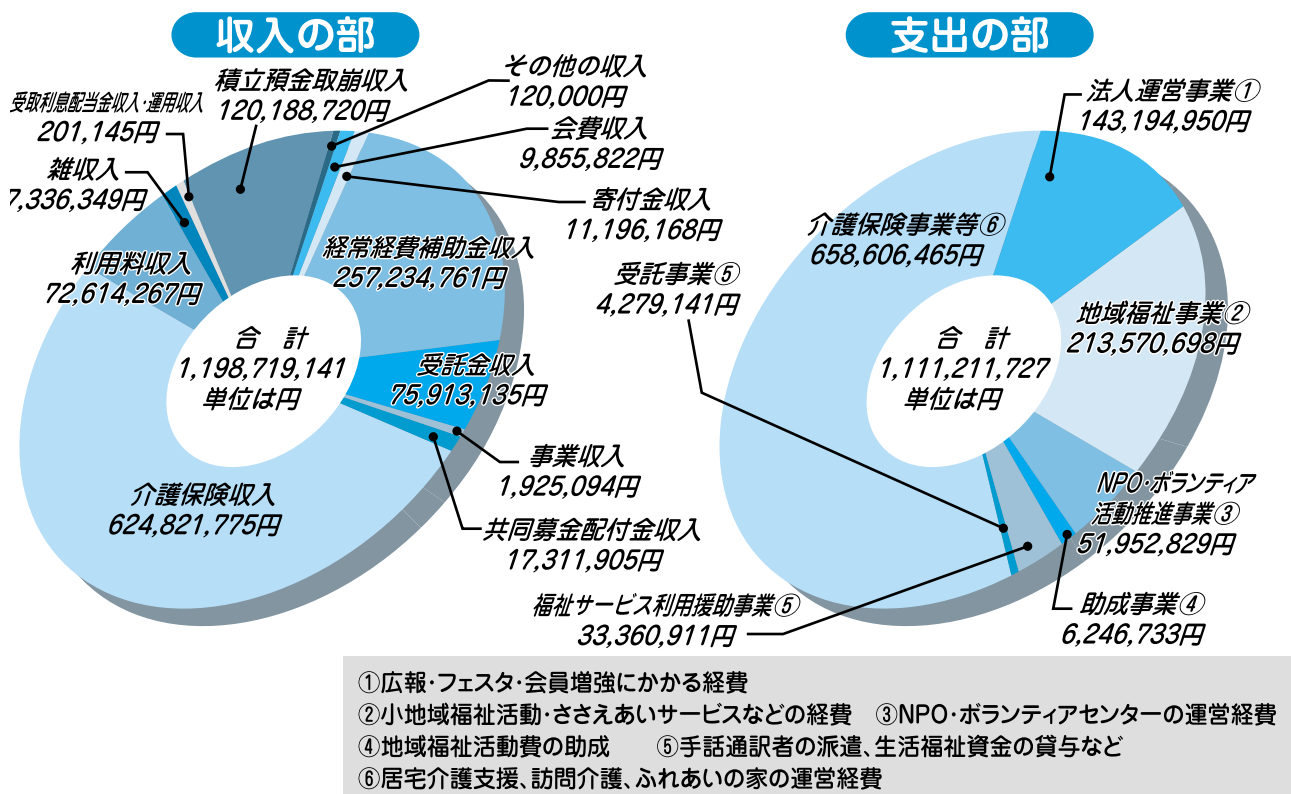 収入の部
積立預金取崩収入
120,188,720円
その他の収入
120,000円
受取利息配当金収入・運用収入
201,145円
会費収入
9,855,822円
雑収入
7,336,349円
寄付金収入
11,196,168円
経常経費補助金収入
257,234,761円
利用料収入
72,614,267円
合　計
1,198,719,141
単位は円
受託金収入
75,913,135円
事業収入
1,925,094円
介護保険収入
624,821,775円
共同募金配付金収入
17,311,905円
支出の部
法人運営事業①
143,194,950円
介護保険事業等⑥
658,606,465円
受託事業⑤
4,279,141円
地域福祉事業②
213,570,698円
合　計
1,111,211,727
単位は円
NPO・ボランティア
活動推進事業③
51,952,829円
福祉サービス利用援助事業⑤
33,360,911円
助成事業④
6,246,733円
①広報・フェスタ・会員増強にかかる経費
②小地域福祉活動・ささえあいサービスなどの経費　③NPO・ボランティアセンターの運営経費
④地域福祉活動費の助成　　⑤手話通訳者の派遣、生活福祉資金の貸与など
⑥居宅介護支援、訪問介護、ふれあいの家の運営経費